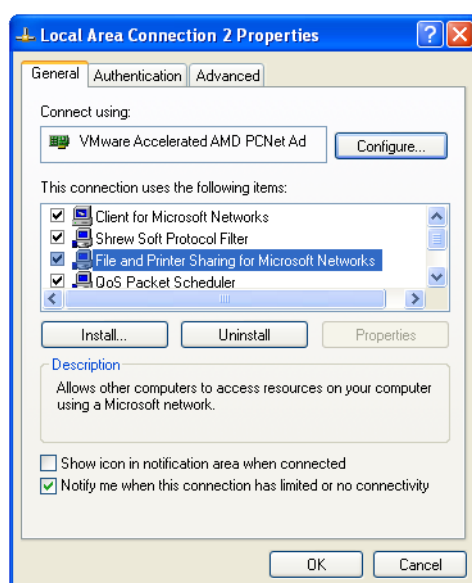 Local Area Connection 2 Properties
General Authentication Advanced
Connect using:
VMware Accelerated AMD PCNet Ad
Configure...
This connection uses the following items:
Client for Microsoft Networks
Shrew Soft Protocol Filter
File and Printer Sharing for Microsoft Networks
QoS Packet Scheduler
Install... Uninstall Properties
Description
Allows other computers to access resources on your computer
using a Microsoft network.
Show icon in notification area when connected
Notify me when this connection has limited or no connectivity
OK Cancel